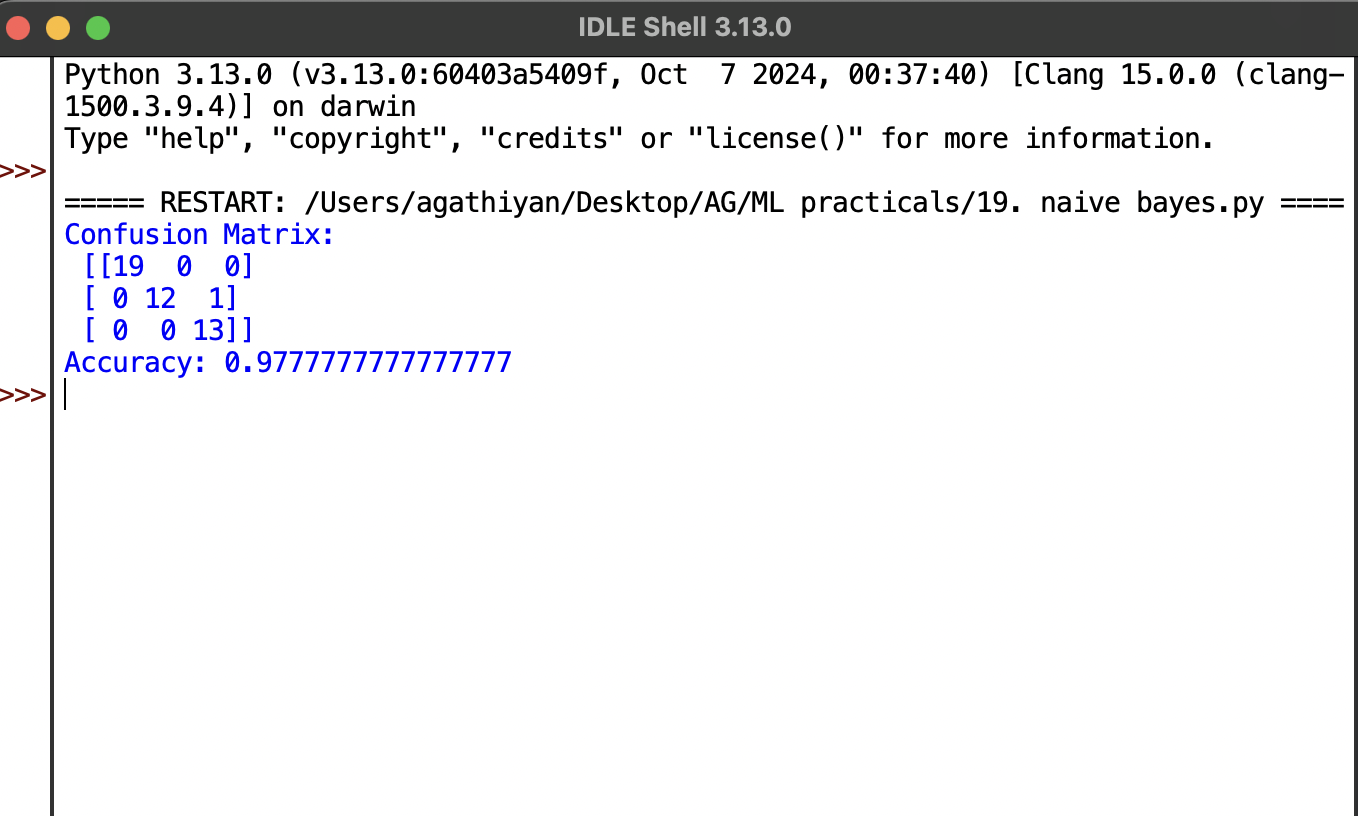 IDLE Shell 3.13.0
Python 3.13.0 (v3.13.0:60403a5409f, Oct  7 2024, 00:37:40) [Clang 15.0.0 (clang-
1500.3.9.4)] on darwin
Type "help", "copyright", "credits" or "license()" for more information.
>>>
===== RESTART: /Users/agathiyan/Desktop/AG/ML practicals/19. naive bayes.py ====
Confusion Matrix:
 [[19  0  0]
 [ 0 12  1]
 [ 0  0 13]]
Accuracy: 0.9777777777777777
>>>